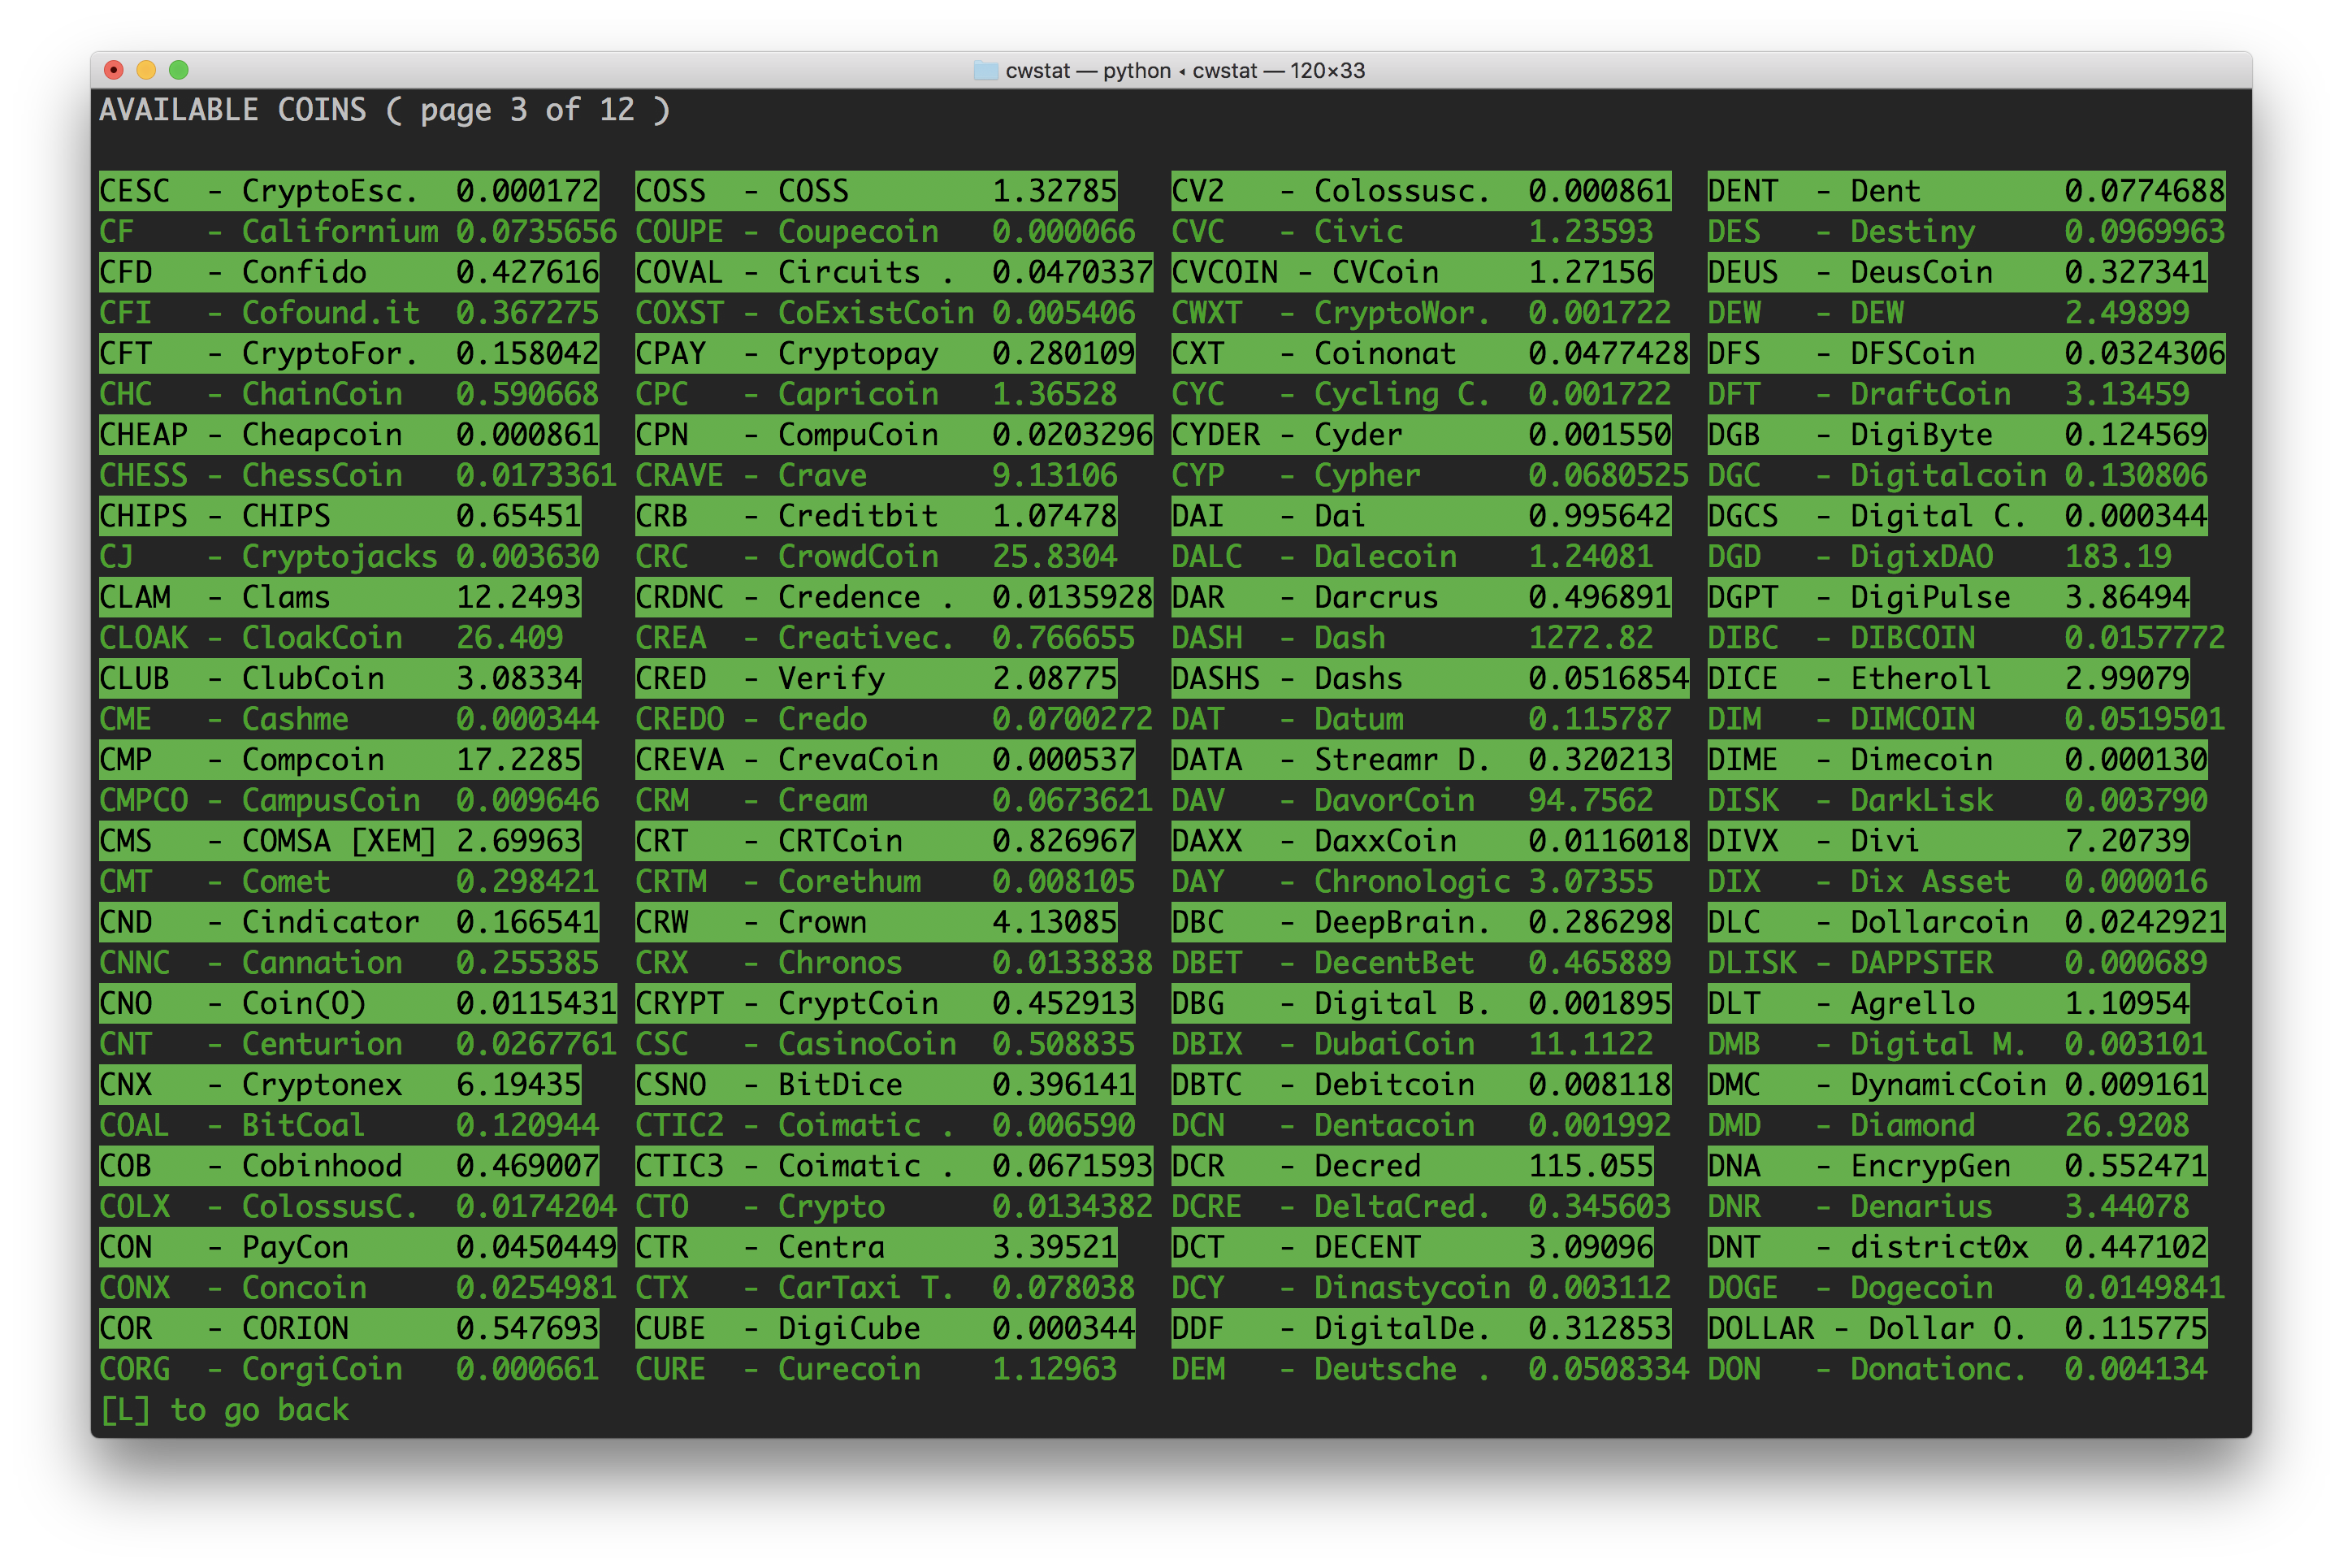 cwstat — python ◂ cwstat — 120×33
AVAILABLE COINS ( page 3 of 12 )
CESC - CryptoEsc. 0.000172 COSS - COSS 1.32785 CV2 - Colossusc. 0.000861 DENT - Dent 0.0774688
CF - Californium 0.0735656 COUPE - Coupecoin 0.000066 CVC - Civic 1.23593 DES - Destiny 0.0969963
CFD - Confido 0.427616 COVAL - Circuits . 0.0470337 CVCOIN - CVCoin 1.27156 DEUS - DeusCoin 0.327341
CFI - Cofound.it 0.367275 COXST - CoExistCoin 0.005406 CWXT - CryptoWor. 0.001722 DEW - DEW 2.49899
CFT - CryptoFor. 0.158042 CPAY - Cryptopay 0.280109 CXT - Coinonat 0.0477428 DFS - DFSCoin 0.0324306
CHC - ChainCoin 0.590668 CPC - Capricoin 1.36528 CYC - Cycling C. 0.001722 DFT - DraftCoin 3.13459
CHEAP - Cheapcoin 0.000861 CPN - CompuCoin 0.0203296 CYDER - Cyder 0.001550 DGB - DigiByte 0.124569
CHESS - ChessCoin 0.0173361 CRAVE - Crave 9.13106 CYP - Cypher 0.0680525 DGC - Digitalcoin 0.130806
CHIPS - CHIPS 0.65451 CRB - Creditbit 1.07478 DAI - Dai 0.995642 DGCS - Digital C. 0.000344
CJ - Cryptojacks 0.003630 CRC - CrowdCoin 25.8304 DALC - Dalecoin 1.24081 DGD - DigixDAO 183.19
CLAM - Clams 12.2493 CRDNC - Credence . 0.0135928 DAR - Darcrus 0.496891 DGPT - DigiPulse 3.86494
CLOAK - CloakCoin 26.409 CREA - Creativec. 0.766655 DASH - Dash 1272.82 DIBC - DIBCOIN 0.0157772
CLUB - ClubCoin 3.08334 CRED - Verify 2.08775 DASHS - Dashs 0.0516854 DICE - Etheroll 2.99079
CME - Cashme 0.000344 CREDO - Credo 0.0700272 DAT - Datum 0.115787 DIM - DIMCOIN 0.0519501
CMP - Compcoin 17.2285 CREVA - CrevaCoin 0.000537 DATA - Streamr D. 0.320213 DIME - Dimecoin 0.000130
CMPCO - CampusCoin 0.009646 CRM - Cream 0.0673621 DAV - DavorCoin 94.7562 DISK - DarkLisk 0.003790
CMS - COMSA [XEM] 2.69963 CRT - CRTCoin 0.826967 DAXX - DaxxCoin 0.0116018 DIVX - Divi 7.20739
CMT - Comet 0.298421 CRTM - Corethum 0.008105 DAY - Chronologic 3.07355 DIX - Dix Asset 0.000016
CND - Cindicator 0.166541 CRW - Crown 4.13085 DBC - DeepBrain. 0.286298 DLC - Dollarcoin 0.0242921
CNNC - Cannation 0.255385 CRX - Chronos 0.0133838 DBET - DecentBet 0.465889 DLISK - DAPPSTER 0.000689
CNO - Coin(O) 0.0115431 CRYPT - CryptCoin 0.452913 DBG - Digital B. 0.001895 DLT - Agrello 1.10954
CNT - Centurion 0.0267761 CSC - CasinoCoin 0.508835 DBIX - DubaiCoin 11.1122 DMB - Digital M. 0.003101
CNX - Cryptonex 6.19435 CSNO - BitDice 0.396141 DBTC - Debitcoin 0.008118 DMC - DynamicCoin 0.009161
COAL - BitCoal 0.120944 CTIC2 - Coimatic . 0.006590 DCN - Dentacoin 0.001992 DMD - Diamond 26.9208
COB - Cobinhood 0.469007 CTIC3 - Coimatic . 0.0671593 DCR - Decred 115.055 DNA - EncrypGen 0.552471
COLX - ColossusC. 0.0174204 CTO - Crypto 0.0134382 DCRE - DeltaCred. 0.345603 DNR - Denarius 3.44078
CON - PayCon 0.0450449 CTR - Centra 3.39521 DCT - DECENT 3.09096 DNT - district0x 0.447102
CONX - Concoin 0.0254981 CTX - CarTaxi T. 0.078038 DCY - Dinastycoin 0.003112 DOGE - Dogecoin 0.0149841
COR - CORION 0.547693 CUBE - DigiCube 0.000344 DDF - DigitalDe. 0.312853 DOLLAR - Dollar O. 0.115775
CORG - CorgiCoin 0.000661 CURE - Curecoin 1.12963 DEM - Deutsche . 0.0508334 DON - Donationc. 0.004134
[L] to go back